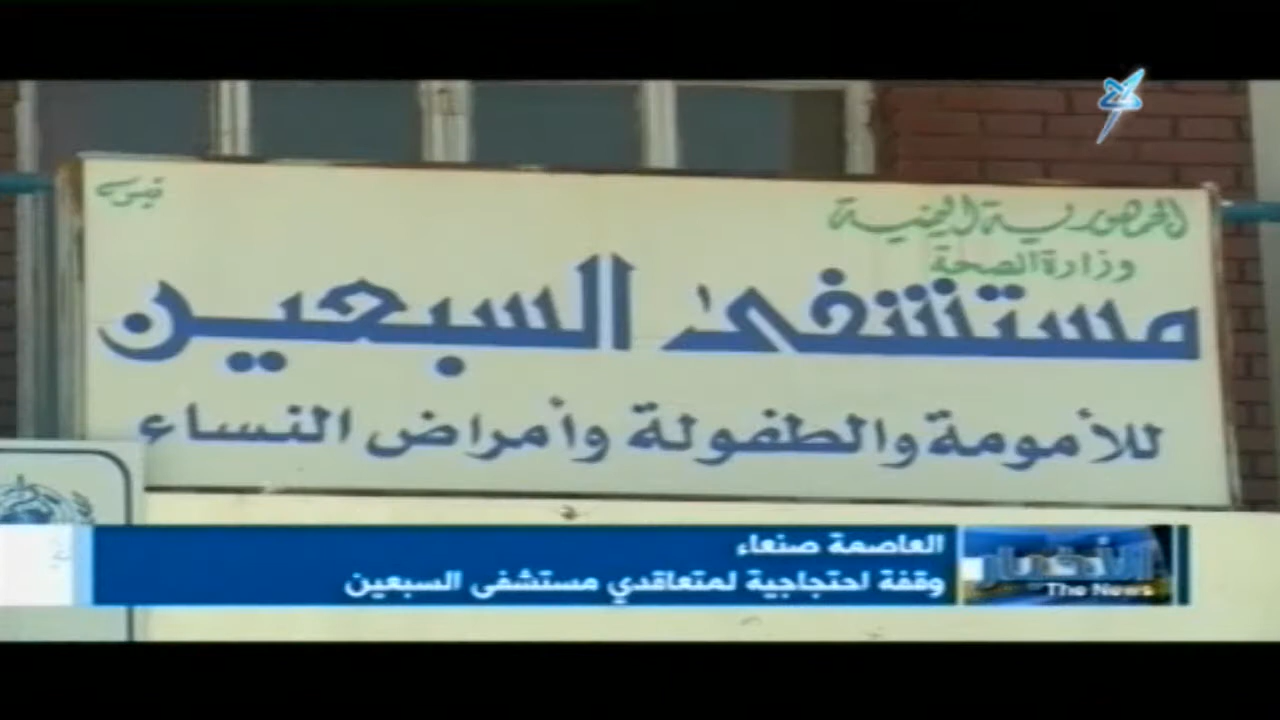 الجمهورية اليمنية
وزارة الصحة
مستشفى السبعين
للأمومة والطفولة وأمراض النساء
العاصمة صنعاء
وقفة احتجاجية لمتعاقدي مستشفى السبعين
الأخبار
The News